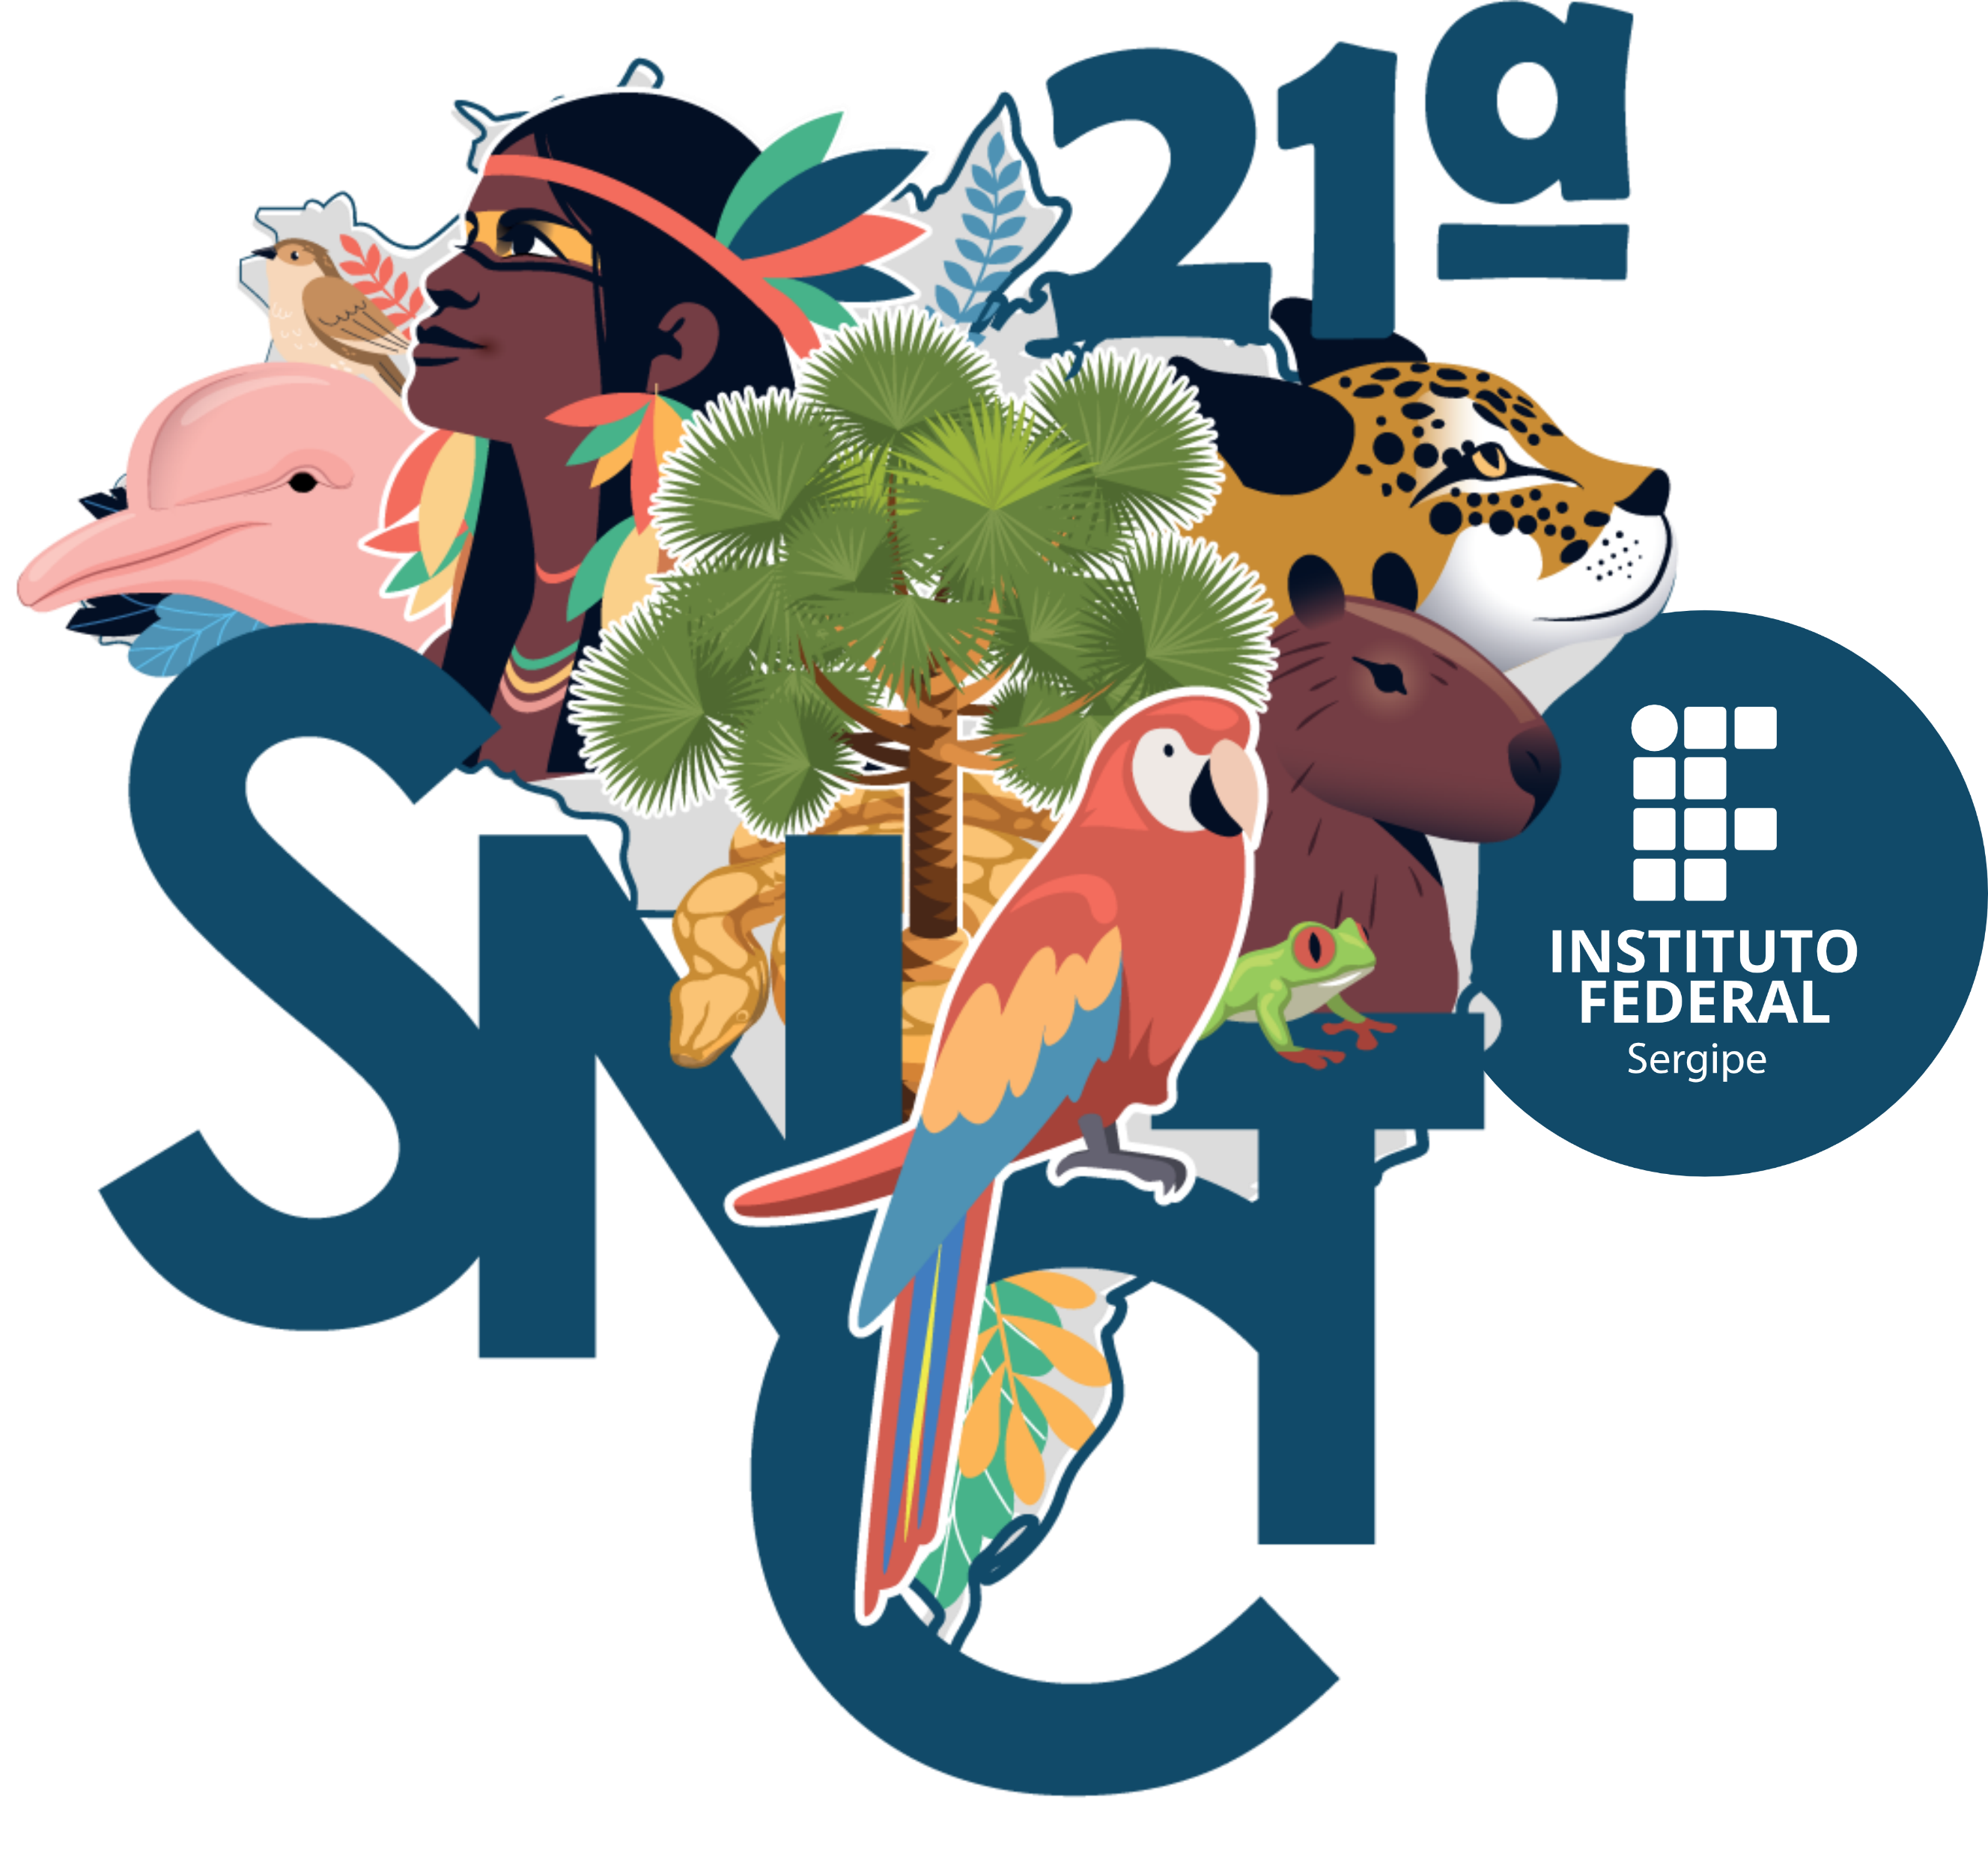 21ª
SNCT
INSTITUTO
FEDERAL
Sergipe